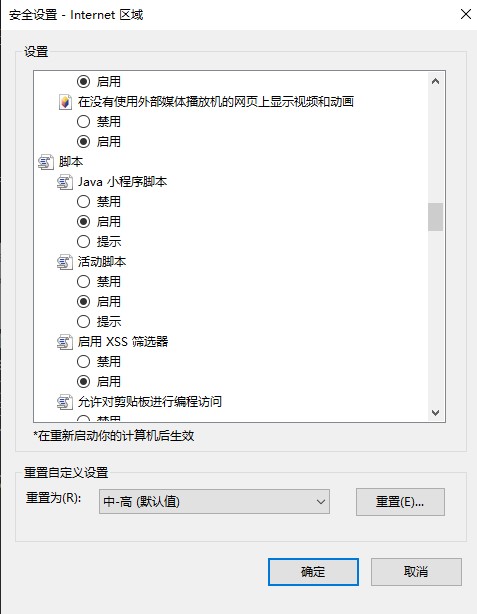 安全设置 - Internet 区域
设置
启用
在没有使用外部媒体播放机的网页上显示视频和动画
禁用
启用
脚本
Java 小程序脚本
禁用
启用
提示
活动脚本
禁用
启用
提示
启用 XSS 筛选器
禁用
启用
允许对剪贴板进行编程访问
禁用
*在重新启动你的计算机后生效
重置自定义设置
重置为(R): 中-高 (默认值) 重置(E)...
确定 取消